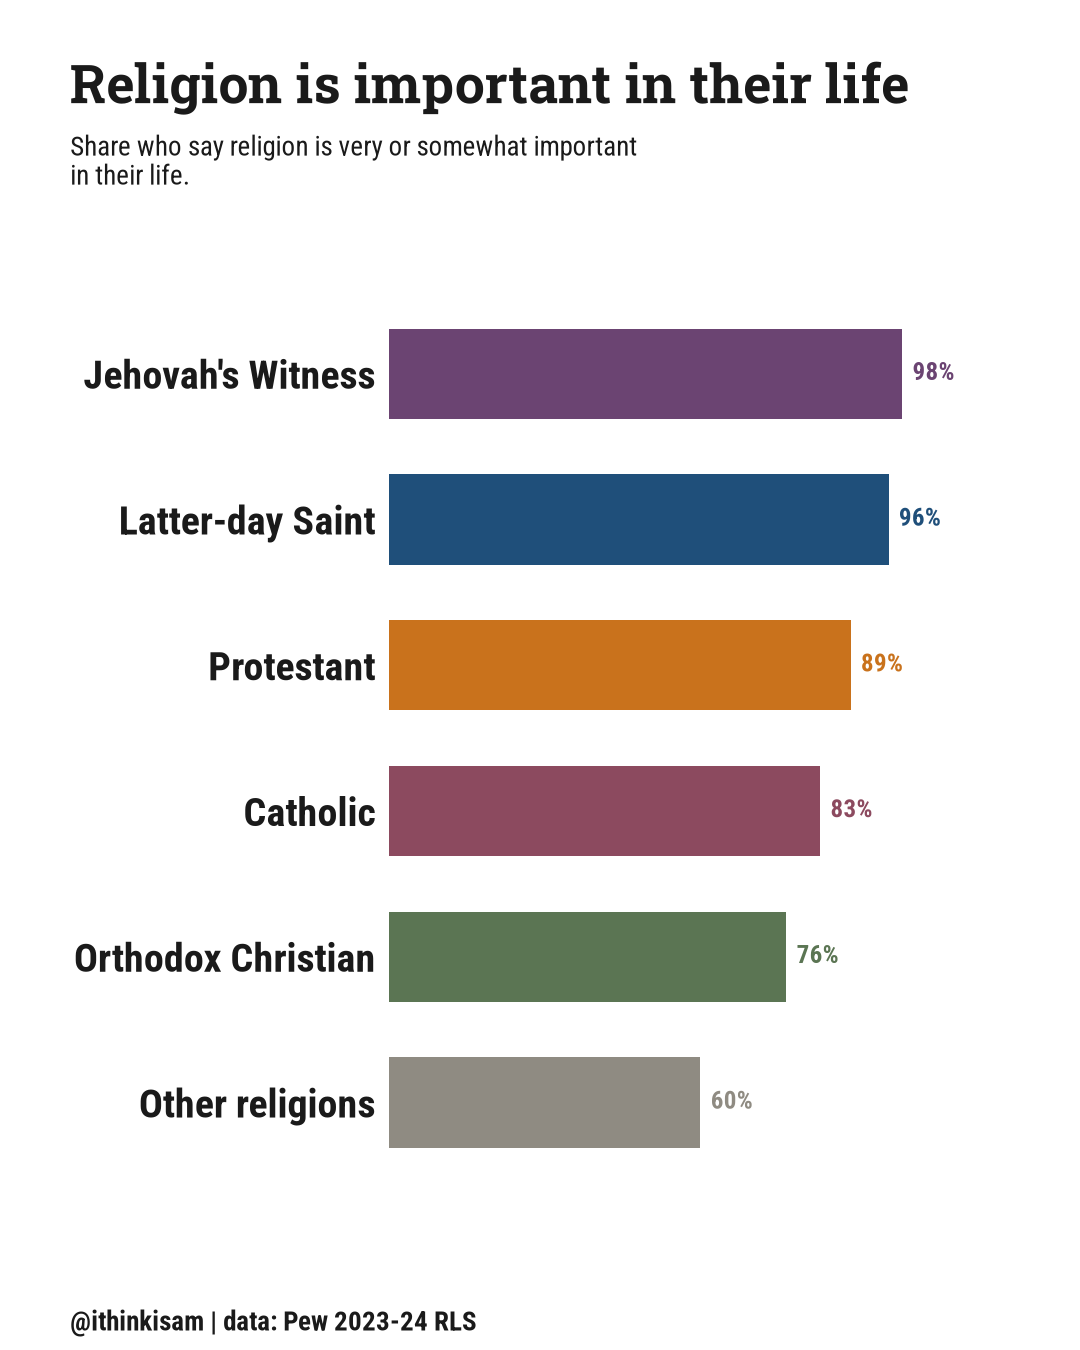 Religion is important in their life
Share who say religion is very or somewhat important
in their life.
Jehovah's Witness 98%
Latter-day Saint 96%
Protestant 89%
Catholic 83%
Orthodox Christian 76%
Other religions 60%
@ithinkisam | data: Pew 2023-24 RLS